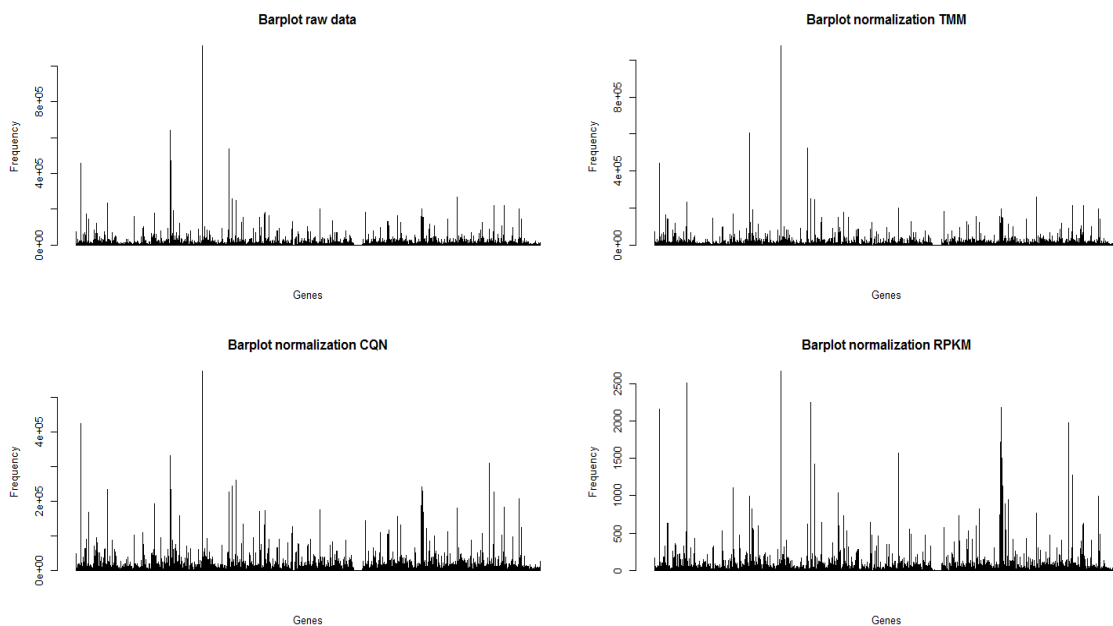 Barplot raw data
Frequency
0e+00
4e+05
8e+05
Genes
Barplot normalization TMM
Frequency
0e+00
4e+05
8e+05
Genes
Barplot normalization CQN
Frequency
0e+00
2e+05
4e+05
Genes
Barplot normalization RPKM
Frequency
0
500
1000
1500
2000
2500
Genes